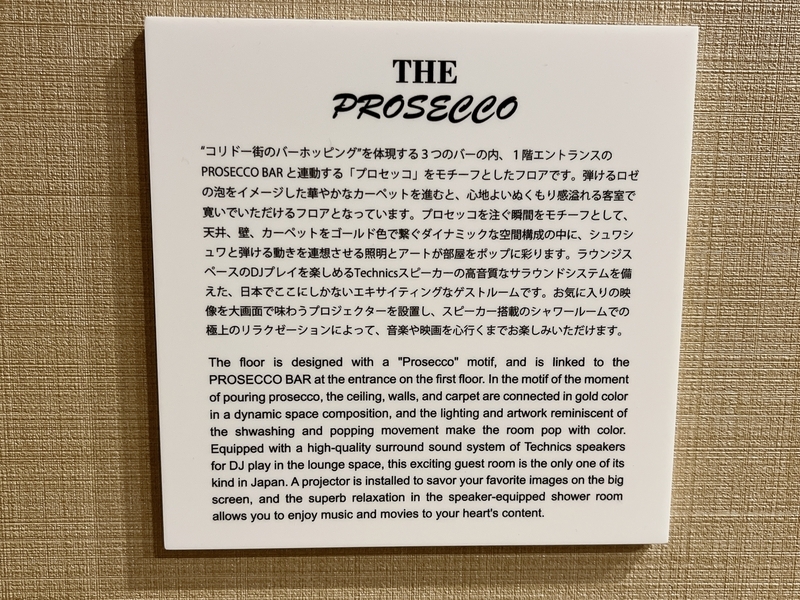 THE
PROSECCO
“コリドー街のバーホッピング”を体現する３つのバーの内、１階エントランスの
PROSECCO BAR と連動する「プロセッコ」をモチーフとしたフロアです。弾けるロゼ
の泡をイメージした華やかなカーペットを進むと、心地よいぬくもり感溢れる客室で
寛いでいただけるフロアとなっています。プロセッコを注ぐ瞬間をモチーフとして、
天井、壁、カーペットをゴールド色で繋ぐダイナミックな空間構成の中に、シュワシ
ュワと弾ける動きを連想させる照明とアートが部屋をポップに彩ります。ラウンジス
ペースのDJプレイを楽しめるTechnicsスピーカーの高音質なサラウンドシステムを備
えた、日本でここにしかないエキサイティングなゲストルームです。お気に入りの映
像を大画面で味わうプロジェクターを設置し、スピーカー搭載のシャワールームでの
極上のリラクゼーションによって、音楽や映画を心行くまでお楽しみいただけます。
The floor is designed with a "Prosecco" motif, and is linked to the
PROSECCO BAR at the entrance on the first floor. In the motif of the moment
of pouring prosecco, the ceiling, walls, and carpet are connected in gold color
in a dynamic space composition, and the lighting and artwork reminiscent of
the shwashing and popping movement make the room pop with color.
Equipped with a high-quality surround sound system of Technics speakers
for DJ play in the lounge space, this exciting guest room is the only one of its
kind in Japan. A projector is installed to savor your favorite images on the big
screen, and the superb relaxation in the speaker-equipped shower room
allows you to enjoy music and movies to your heart's content.